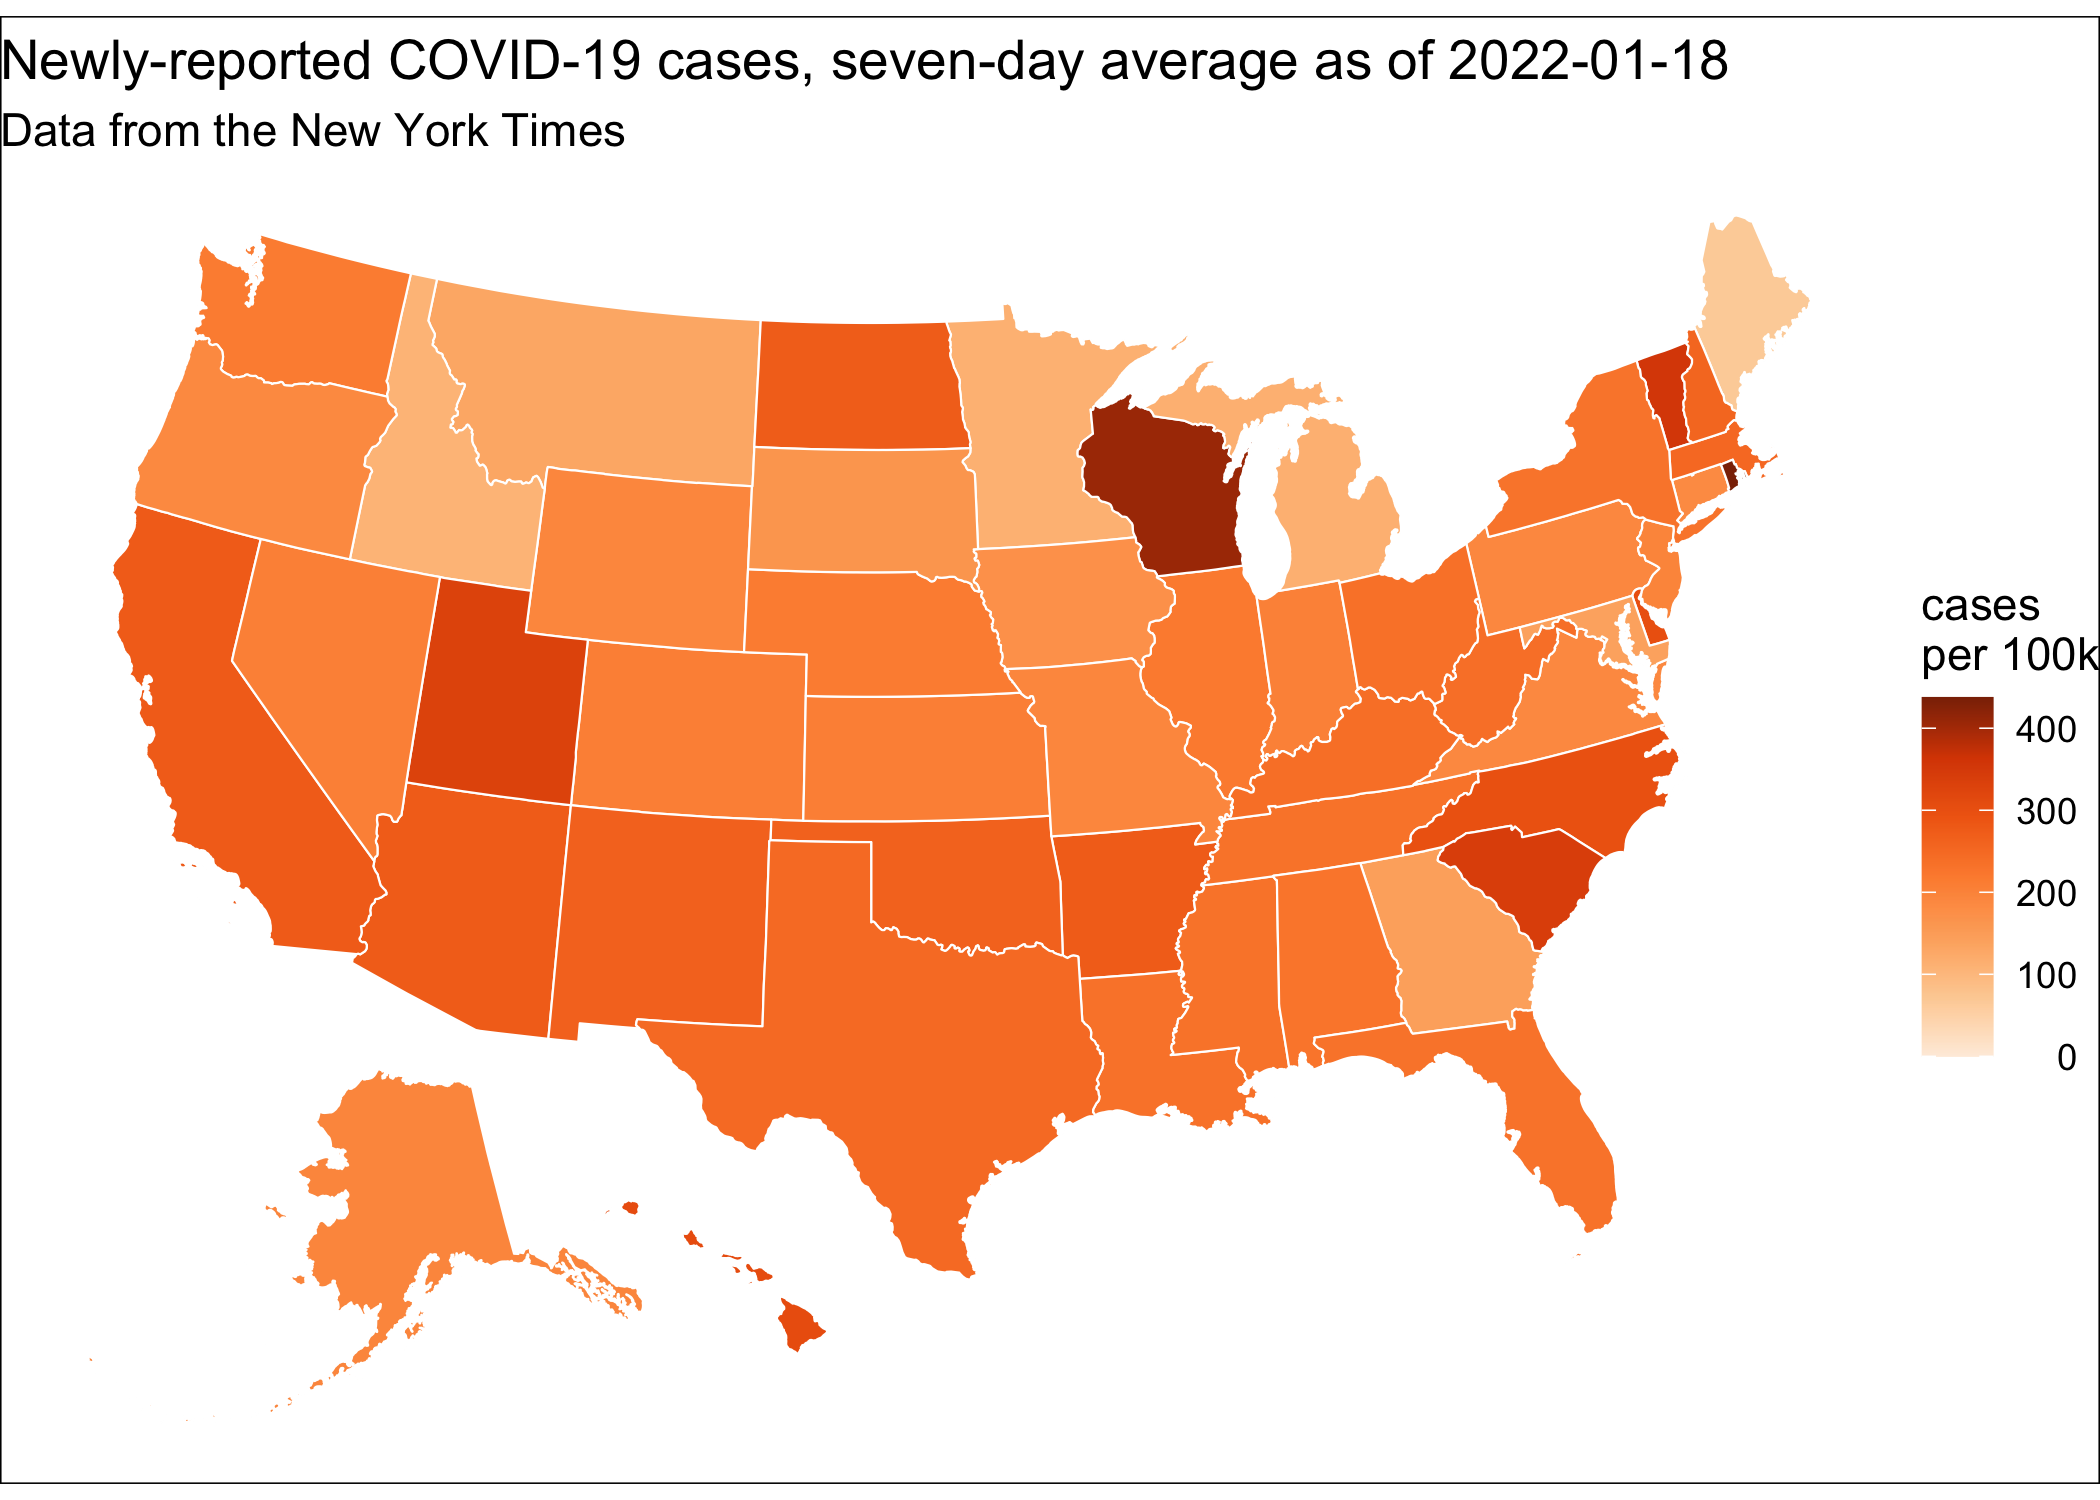 Newly-reported COVID-19 cases, seven-day average as of 2022-01-18
Data from the New York Times
cases
per 100k
400
300
200
100
0